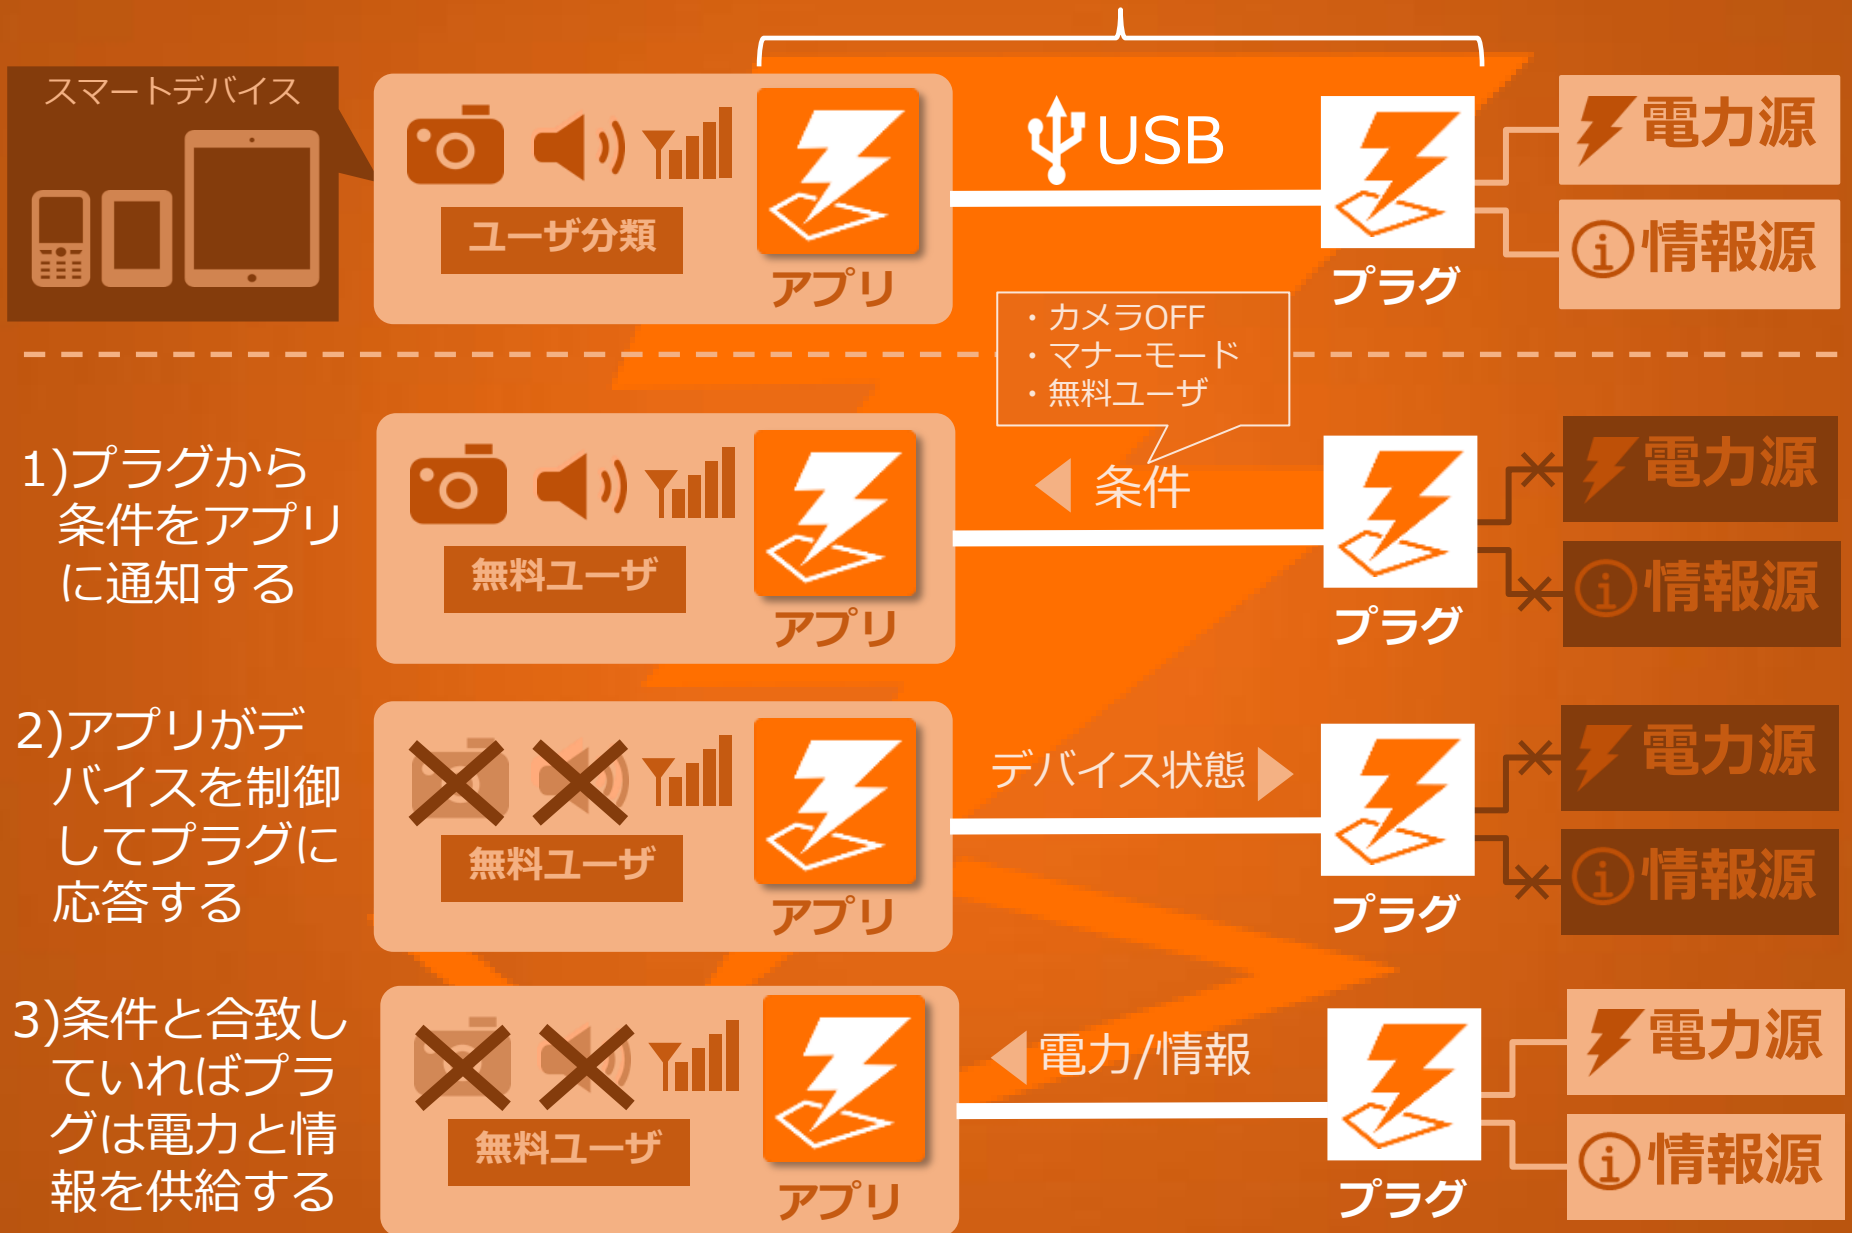 スマートデバイス
ユーザ分類
アプリ
USB
プラグ
電力源
情報源
・カメラOFF
・マナーモード
・無料ユーザ
1)プラグから
条件をアプリ
に通知する
無料ユーザ
アプリ
条件
プラグ
電力源
情報源
2)アプリがデ
バイスを制御
してプラグに
応答する
無料ユーザ
アプリ
デバイス状態
プラグ
電力源
情報源
3)条件と合致し
ていればプラ
グは電力と情
報を供給する
無料ユーザ
アプリ
電力/情報
プラグ
電力源
情報源